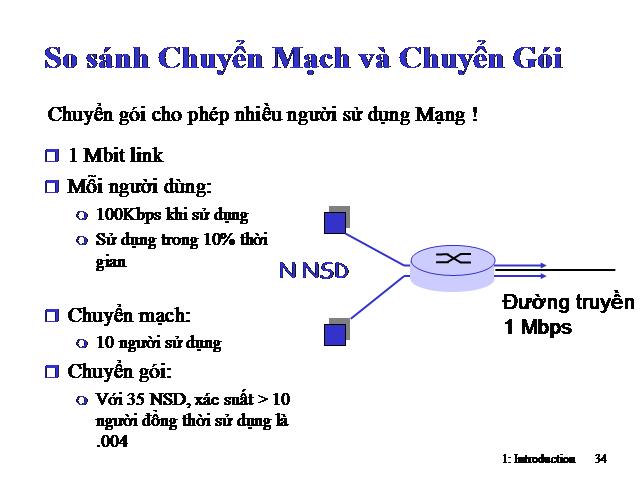 So sánh Chuyển Mạch và Chuyển Gói
Chuyển gói cho phép nhiều người sử dụng Mạng !
1 Mbit link
Mỗi người dùng:
100Kbps khi sử dụng
Sử dụng trong 10% thời
gian
N NSD
Đường truyền
1 Mbps
Chuyển mạch:
10 người sử dụng
Chuyển gói:
Với 35 NSD, xác suất > 10
người đồng thời sử dụng là
.004
1: Introduction 34